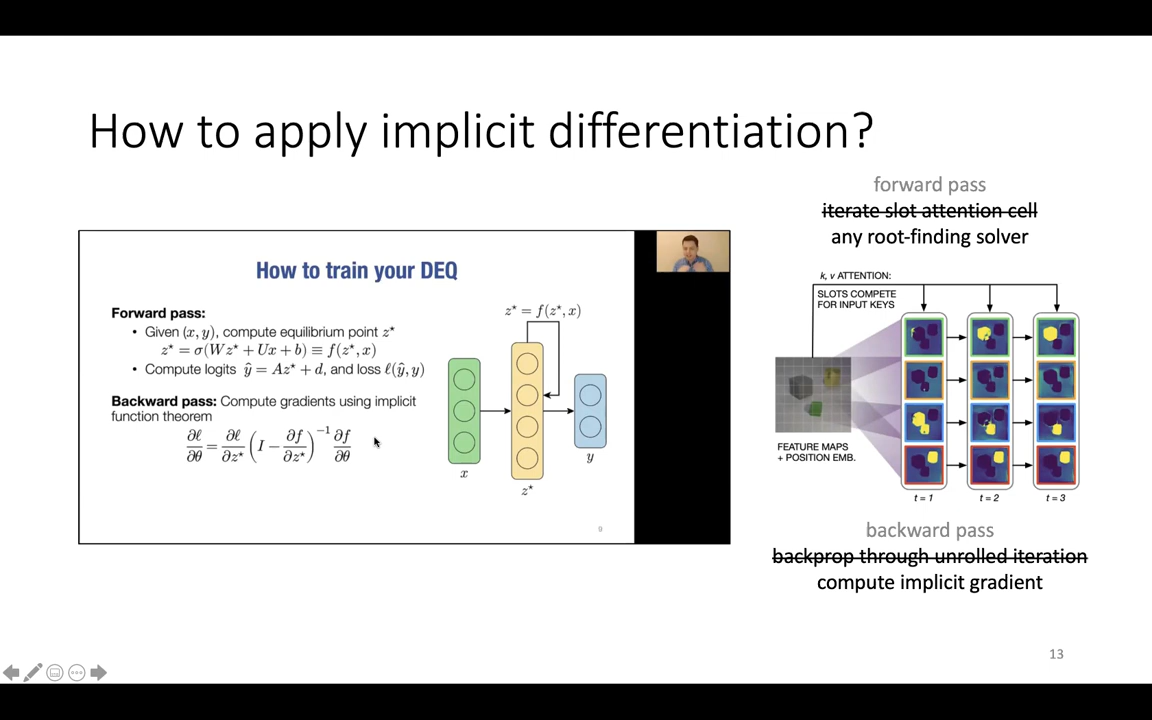 How to apply implicit differentiation?
How to train your DEQ
Forward pass:
• Given (x, y), compute equilibrium point z⋆
z⋆ = σ(Wz⋆ + Ux + b) ≡ f(z⋆, x)
• Compute logits ŷ = Az⋆ + d, and loss ℓ(ŷ, y)
Backward pass: Compute gradients using implicit
function theorem
∂ℓ/∂θ = ∂ℓ/∂z⋆ (I − ∂f/∂z⋆)⁻¹ ∂f/∂θ
z⋆ = f(z⋆, x)
x
z⋆
y
9
forward pass
iterate slot attention cell
any root-finding solver
k, v ATTENTION:
SLOTS COMPETE
FOR INPUT KEYS
FEATURE MAPS
+ POSITION EMB.
t = 1 t = 2 t = 3
backward pass
backprop through unrolled iteration
compute implicit gradient
13